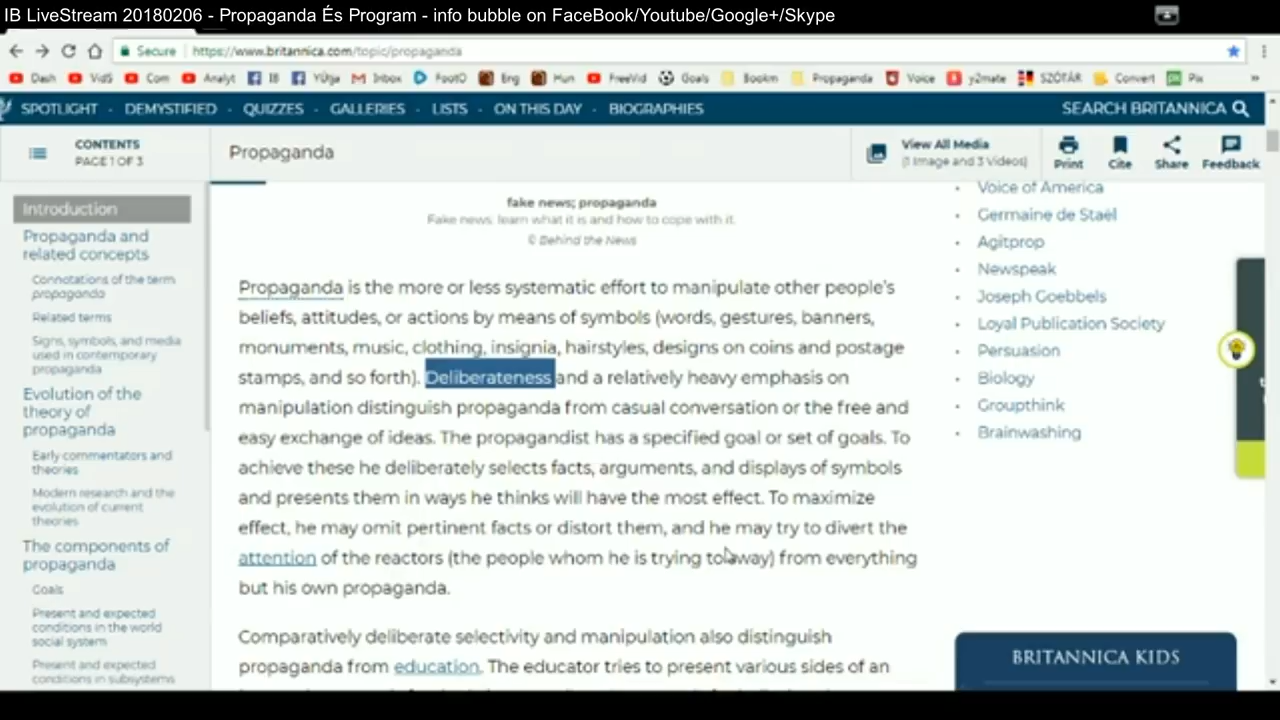 IB LiveStream 20180206 - Propaganda És Program - info bubble on FaceBook/Youtube/Google+/Skype
Secure https://www.britannica.com/topic/propaganda
Dash VidS Com Analyt IB YUtja Inbox FootO Eng Hun FreeVid Goals Bookm Propaganda Voice y2mate SZÓTÁR Convert Pix »
SPOTLIGHT · DEMYSTIFIED · QUIZZES · GALLERIES · LISTS · ON THIS DAY · BIOGRAPHIES SEARCH BRITANNICA
CONTENTS
PAGE 1 OF 3
Propaganda
View All Media
(1 Image and 3 Videos)
Print Cite Share Feedback
Introduction
Propaganda and
related concepts
Connotations of the term
propaganda
Related terms
Signs, symbols, and media
used in contemporary
propaganda
Evolution of the
theory of
propaganda
Early commentators and
theories
Modern research and the
evolution of current
theories
The components of
propaganda
Goals
Present and expected
conditions in the world
social system
Present and expected
conditions in subsystems
fake news; propaganda
Fake news, learn what it is and how to cope with it.
© Behind the News
Propaganda is the more or less systematic effort to manipulate other people's
beliefs, attitudes, or actions by means of symbols (words, gestures, banners,
monuments, music, clothing, insignia, hairstyles, designs on coins and postage
stamps, and so forth). Deliberateness and a relatively heavy emphasis on
manipulation distinguish propaganda from casual conversation or the free and
easy exchange of ideas. The propagandist has a specified goal or set of goals. To
achieve these he deliberately selects facts, arguments, and displays of symbols
and presents them in ways he thinks will have the most effect. To maximize
effect, he may omit pertinent facts or distort them, and he may try to divert the
attention of the reactors (the people whom he is trying to away) from everything
but his own propaganda.
Comparatively deliberate selectivity and manipulation also distinguish
propaganda from education. The educator tries to present various sides of an
• Voice of America
• Germaine de Staël
• Agitprop
• Newspeak
• Joseph Goebbels
• Loyal Publication Society
• Persuasion
• Biology
• Groupthink
• Brainwashing
BRITANNICA KIDS